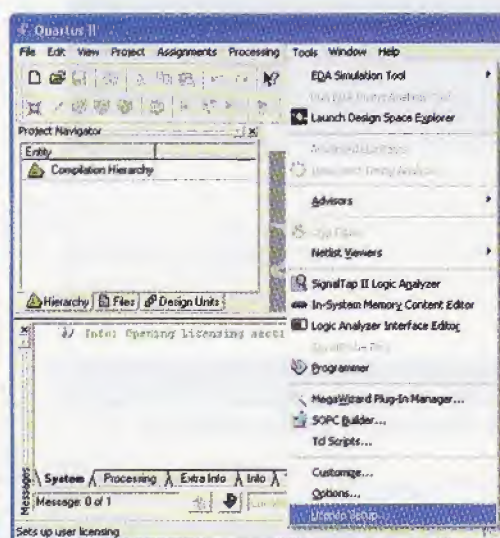 Quartus II
File Edit View Project Assignments Processing Tools Window Help
EDA Simulation Tool
Launch Design Space Explorer
Project Navigator
Entity
Compilation Hierarchy
Advisors
Netlist Viewers
SignalTap II Logic Analyzer
In-System Memory Content Editor
Logic Analyzer Interface Editor
Hierarchy Files Design Units
Info: Opening licensing secti
Programmer
MegaWizard Plug-In Manager...
SOPC Builder...
Tcl Scripts...
Customize...
Options...
License Setup...
System Processing Extra Info Info
Messages
Message: 0 of 1
Sets up user licensing